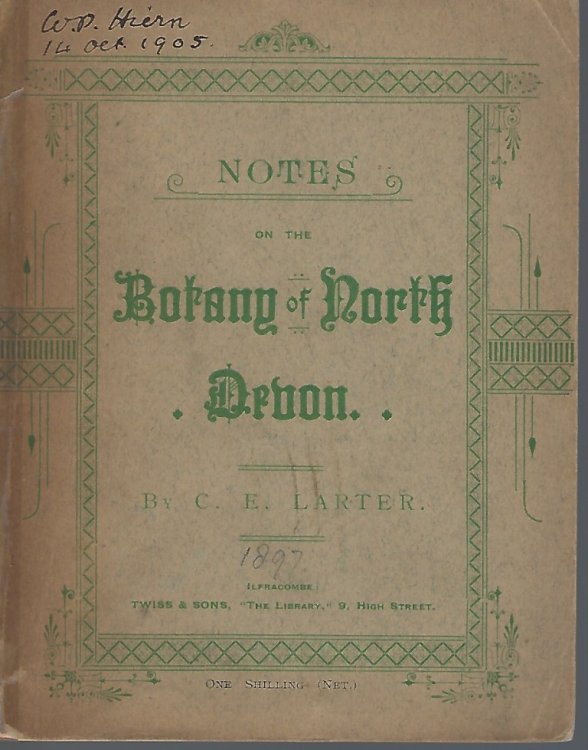 W.P. Hiern
14 Oct. 1905.
NOTES
ON THE
Botany of North
. Devon. .
BY C. E. LARTER.
1897
ILFRACOMBE:
TWISS & SONS, "THE LIBRARY," 9, HIGH STREET.
ONE SHILLING (NET.)